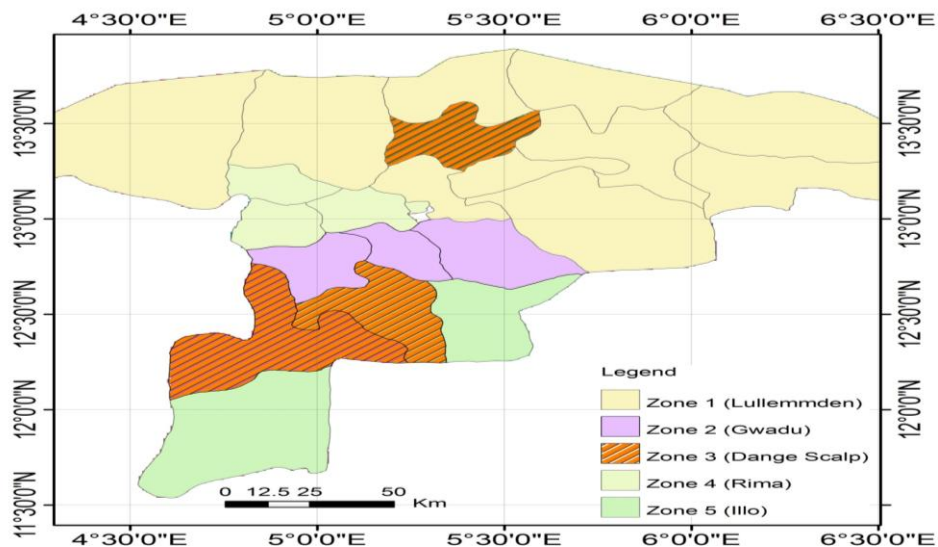 4°30'0"E 5°0'0"E 5°30'0"E 6°0'0"E 6°30'0"E
13°30'0"N 13°30'0"N
13°0'0"N 13°0'0"N
12°30'0"N 12°30'0"N
12°0'0"N 12°0'0"N
11°30'0"N
Legend
Zone 1 (Lullemmden)
Zone 2 (Gwadu)
Zone 3 (Dange Scalp)
Zone 4 (Rima)
Zone 5 (Illo)
0 12.5 25 50
Km
4°30'0"E 5°0'0"E 5°30'0"E 6°0'0"E 6°30'0"E